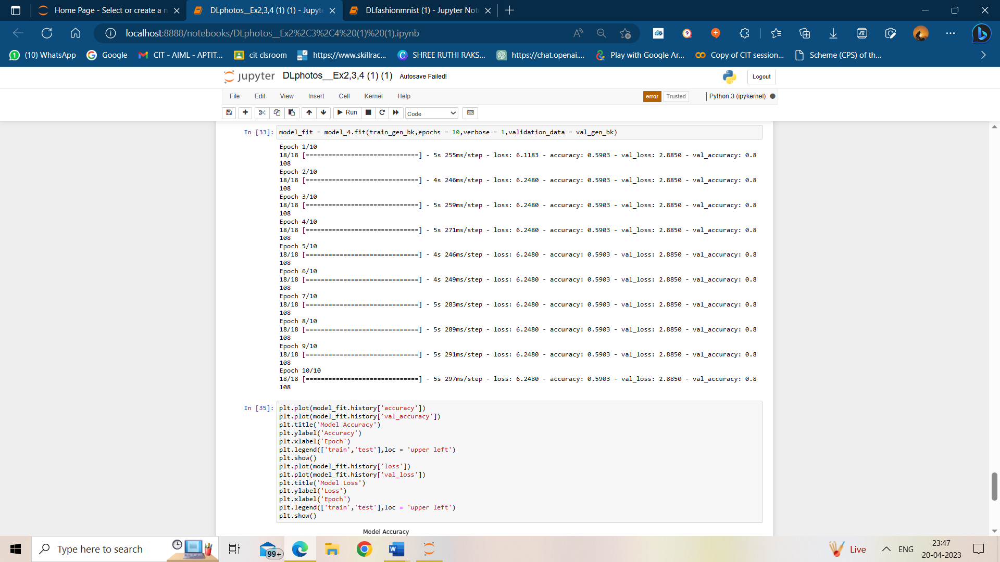 Home Page - Select or create a n
DLphotos__Ex2,3,4 (1) (1) - Jupyte
DLfashionmnist (1) - Jupyter Not
localhost:8888/notebooks/DLphotos__Ex2%2C3%2C4%20(1)%20(1).ipynb
(10) WhatsApp
Google
CIT - AIML - APTIT...
cit clsroom
https://www.skillrac...
SHREE RUTHI RAKS...
https://chat.openai....
Play with Google Ar...
Copy of CIT session...
Scheme (CPS) of th...
jupyter DLphotos__Ex2,3,4 (1) (1) Autosave Failed!
Logout
File Edit View Insert Cell Kernel Help
error Trusted Python 3 (ipykernel)
Run Code
In [33]: model_fit = model_4.fit(train_gen_bk,epochs = 10,verbose = 1,validation_data = val_gen_bk)
Epoch 1/10
18/18 [==============================] - 5s 255ms/step - loss: 6.1183 - accuracy: 0.5903 - val_loss: 2.8850 - val_accuracy: 0.8
108
Epoch 2/10
18/18 [==============================] - 4s 246ms/step - loss: 6.2480 - accuracy: 0.5903 - val_loss: 2.8850 - val_accuracy: 0.8
108
Epoch 3/10
18/18 [==============================] - 5s 259ms/step - loss: 6.2480 - accuracy: 0.5903 - val_loss: 2.8850 - val_accuracy: 0.8
108
Epoch 4/10
18/18 [==============================] - 5s 271ms/step - loss: 6.2480 - accuracy: 0.5903 - val_loss: 2.8850 - val_accuracy: 0.8
108
Epoch 5/10
18/18 [==============================] - 4s 246ms/step - loss: 6.2480 - accuracy: 0.5903 - val_loss: 2.8850 - val_accuracy: 0.8
108
Epoch 6/10
18/18 [==============================] - 4s 249ms/step - loss: 6.2480 - accuracy: 0.5903 - val_loss: 2.8850 - val_accuracy: 0.8
108
Epoch 7/10
18/18 [==============================] - 5s 283ms/step - loss: 6.2480 - accuracy: 0.5903 - val_loss: 2.8850 - val_accuracy: 0.8
108
Epoch 8/10
18/18 [==============================] - 5s 289ms/step - loss: 6.2480 - accuracy: 0.5903 - val_loss: 2.8850 - val_accuracy: 0.8
108
Epoch 9/10
18/18 [==============================] - 5s 291ms/step - loss: 6.2480 - accuracy: 0.5903 - val_loss: 2.8850 - val_accuracy: 0.8
108
Epoch 10/10
18/18 [==============================] - 5s 297ms/step - loss: 6.2480 - accuracy: 0.5903 - val_loss: 2.8850 - val_accuracy: 0.8
108
In [35]: plt.plot(model_fit.history['accuracy'])
plt.plot(model_fit.history['val_accuracy'])
plt.title('Model Accuracy')
plt.ylabel('Accuracy')
plt.xlabel('Epoch')
plt.legend(['train','test'],loc = 'upper left')
plt.show()
plt.plot(model_fit.history['loss'])
plt.plot(model_fit.history['val_loss'])
plt.title('Model Loss')
plt.ylabel('Loss')
plt.xlabel('Epoch')
plt.legend(['train','test'],loc = 'upper left')
plt.show()
Model Accuracy
Type here to search
99+
Live
ENG
23:47
20-04-2023